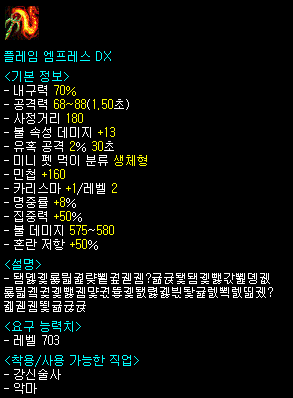 플레임 엠프레스 DX
<기본 정보>
- 내구력 70%
- 공격력 68~88(1.50초)
- 사정거리 180
- 불 속성 데미지 +13
- 유혹 공격 2% 30초
- 미니 펫 먹이 분류 생체형
- 민첩 +160
- 카리스마 +1/레벨 2
- 명중률 +8%
- 집중력 +50%
- 불 데미지 575~580
- 혼란 저항 +50%
<설명>
<요구 능력치>
- 레벨 703
<착용/사용 가능한 직업>
- 강신술사
- 악마